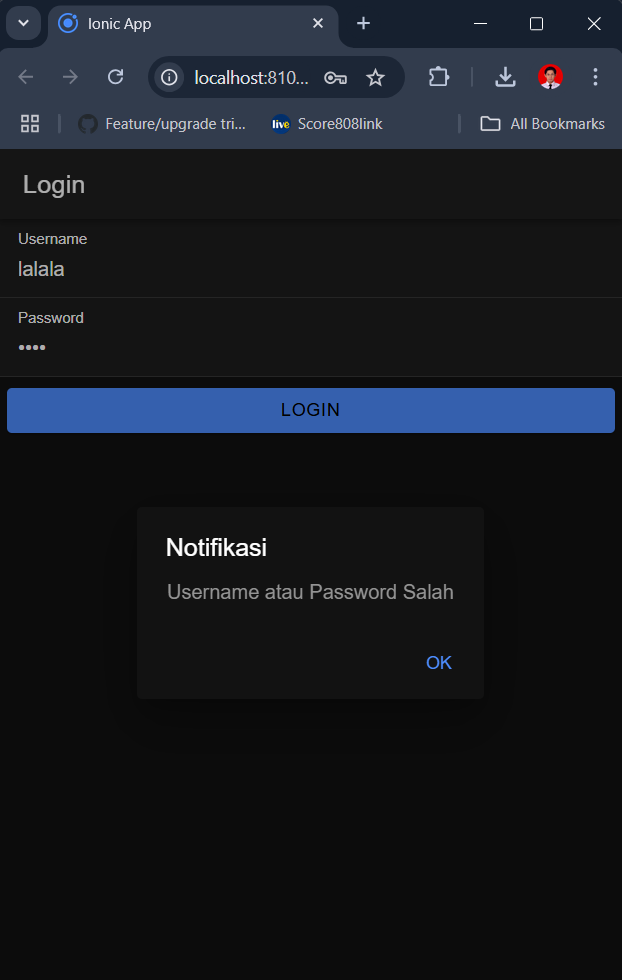 Ionic App
localhost:810...
Feature/upgrade tri...
live Score808link
All Bookmarks
Login
Username
lalala
Password
••••
LOGIN
Notifikasi
Username atau Password Salah
OK